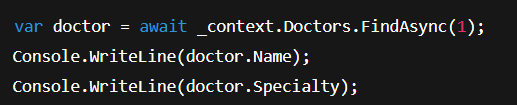 var doctor = await _context.Doctors.FindAsync(1);
Console.WriteLine(doctor.Name);
Console.WriteLine(doctor.Specialty);